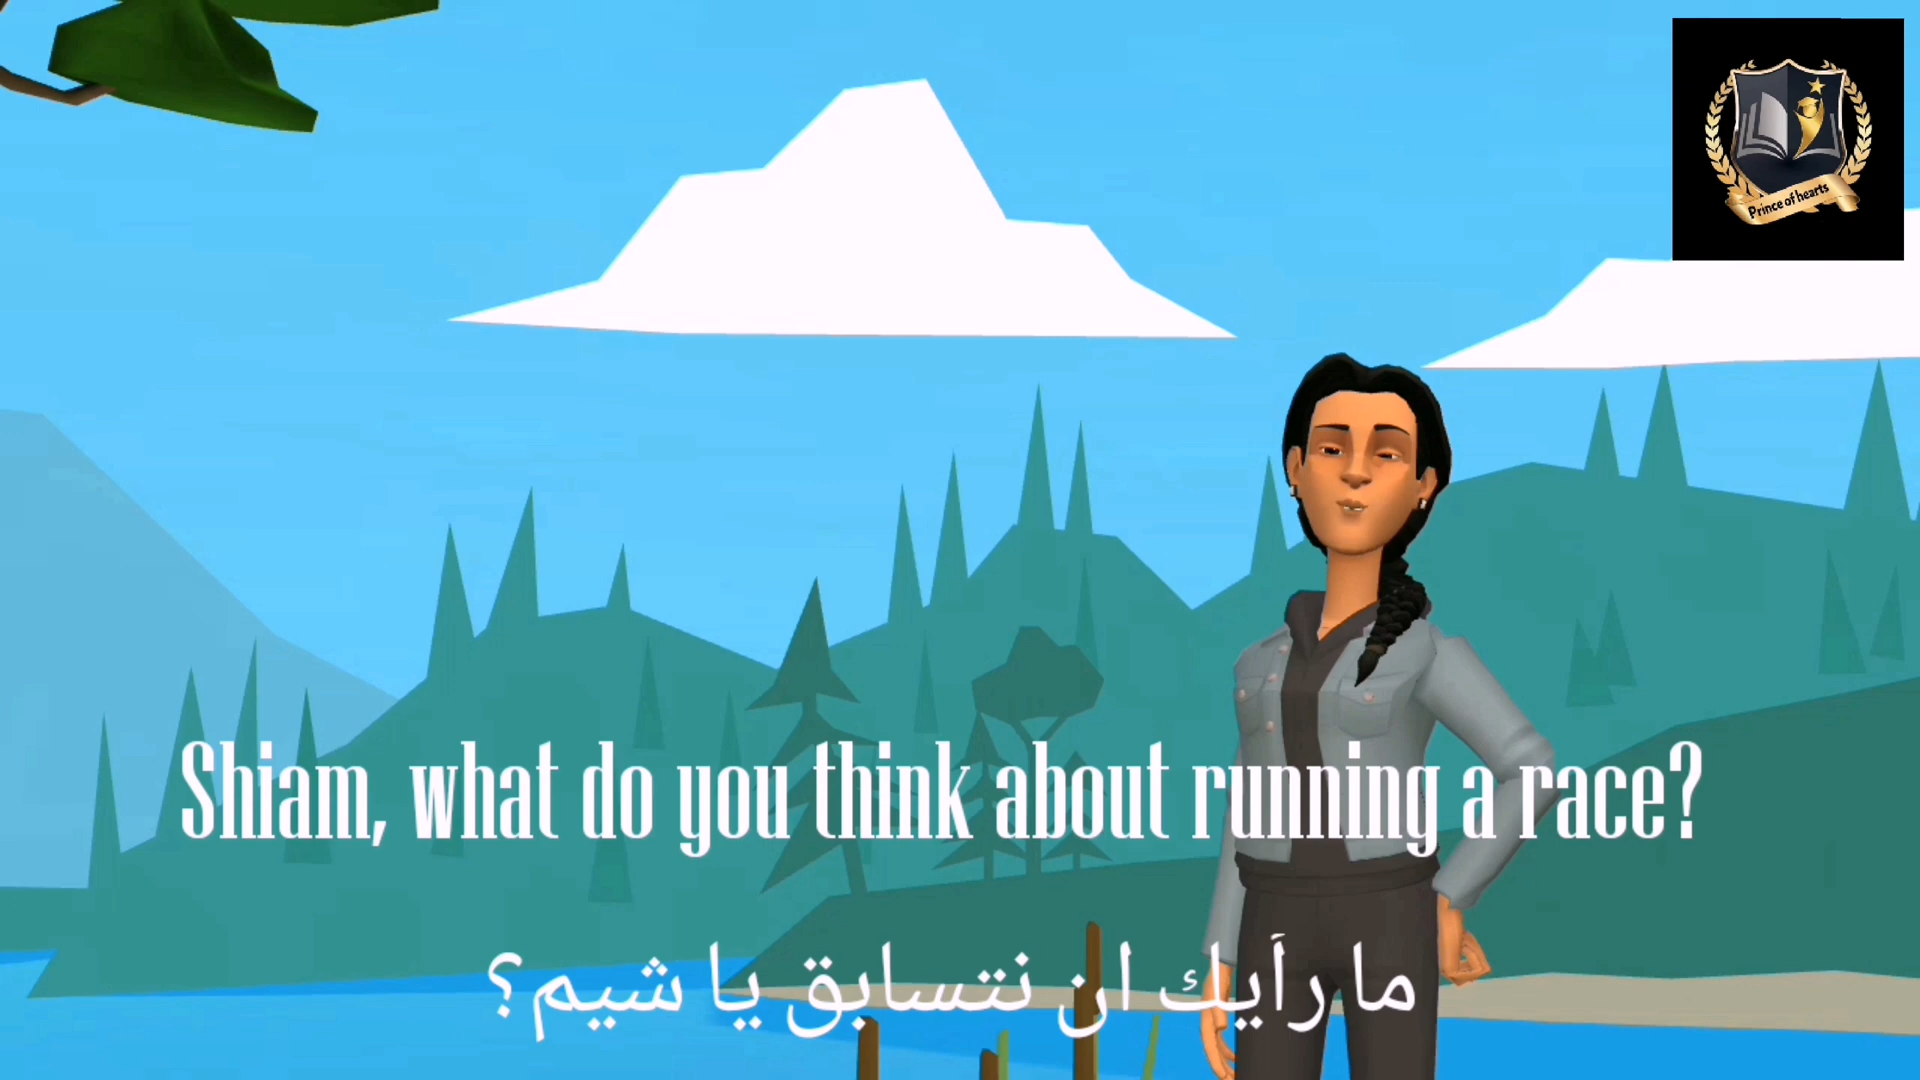 Prince of hearts
Shiam, what do you think about running a race?
ما رأيك ان نتسابق يا شيم؟